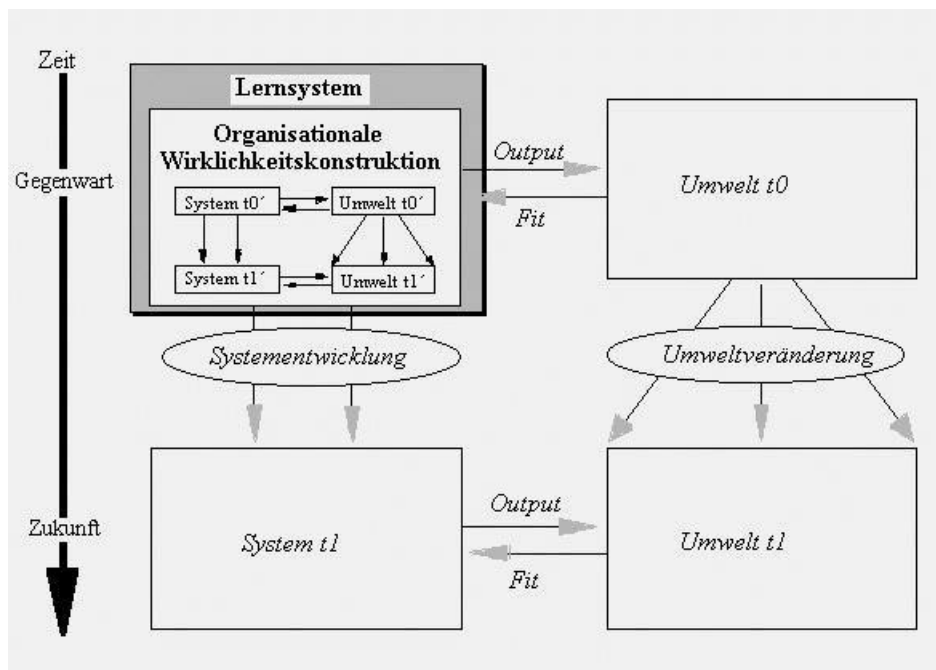 Zeit
Lernsystem
Organisationale
Wirklichkeitskonstruktion
Output
Gegenwart
Umwelt t0
System t0´
Umwelt t0´
Fit
System t1´
Umwelt t1´
Systementwicklung
Umweltveränderung
Output
Zukunft
System t1
Umwelt t1
Fit